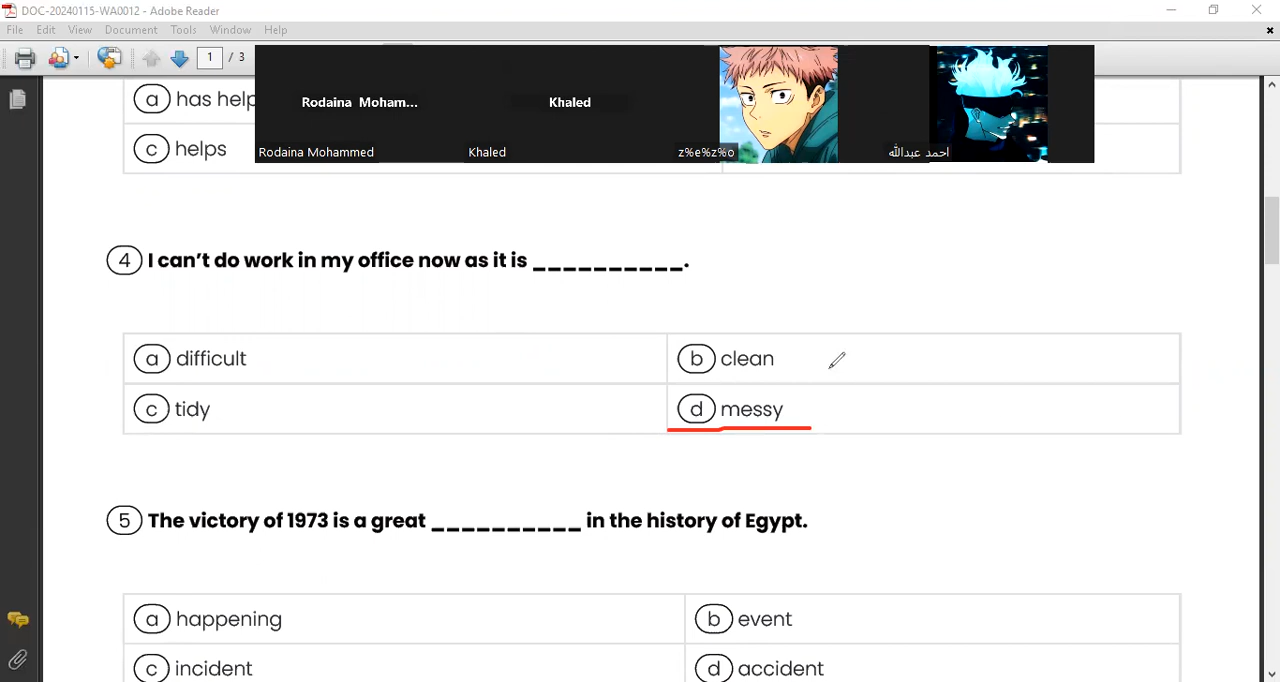 DOC-20240115-WA0012 - Adobe Reader
File Edit View Document Tools Window Help
1 / 3
Rodaina Moham... Khaled
Rodaina Mohammed Khaled z%e%z%o احمد عبدالله
a has help
c helps
4 I can’t do work in my office now as it is __________.
a difficult b clean
c tidy d messy
5 The victory of 1973 is a great __________ in the history of Egypt.
a happening b event
c incident d accident